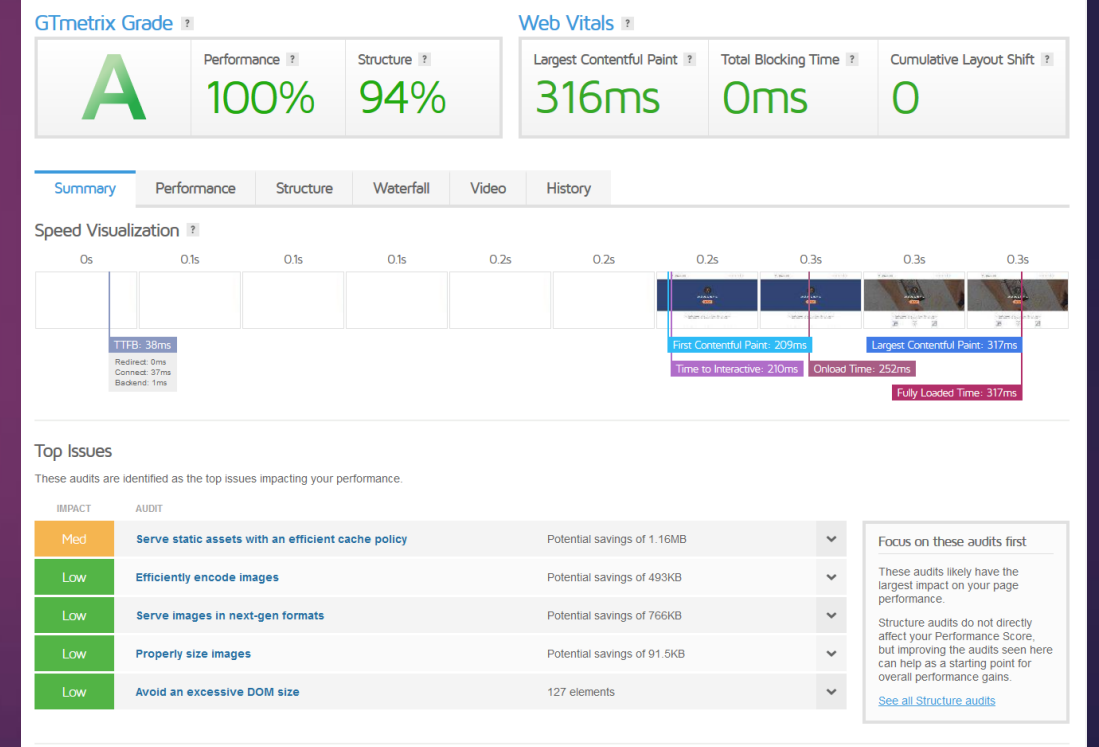 GTmetrix Grade ?
Web Vitals ?
A
Performance ?
100%
Structure ?
94%
Largest Contentful Paint ?
316ms
Total Blocking Time ?
0ms
Cumulative Layout Shift ?
0
Summary Performance Structure Waterfall Video History
Speed Visualization ?
0s 0.1s 0.1s 0.1s 0.2s 0.2s 0.2s 0.3s 0.3s 0.3s
TTFB: 38ms
Redirect: 0ms
Connect: 37ms
Backend: 1ms
First Contentful Paint: 209ms
Largest Contentful Paint: 317ms
Time to Interactive: 210ms
Onload Time: 252ms
Fully Loaded Time: 317ms
Top Issues
These audits are identified as the top issues impacting your performance.
IMPACT AUDIT
Med Serve static assets with an efficient cache policy Potential savings of 1.16MB
Low Efficiently encode images Potential savings of 493KB
Low Serve images in next-gen formats Potential savings of 766KB
Low Properly size images Potential savings of 91.5KB
Low Avoid an excessive DOM size 127 elements
Focus on these audits first
These audits likely have the
largest impact on your page
performance.
Structure audits do not directly
affect your Performance Score,
but improving the audits seen here
can help as a starting point for
overall performance gains.
See all Structure audits